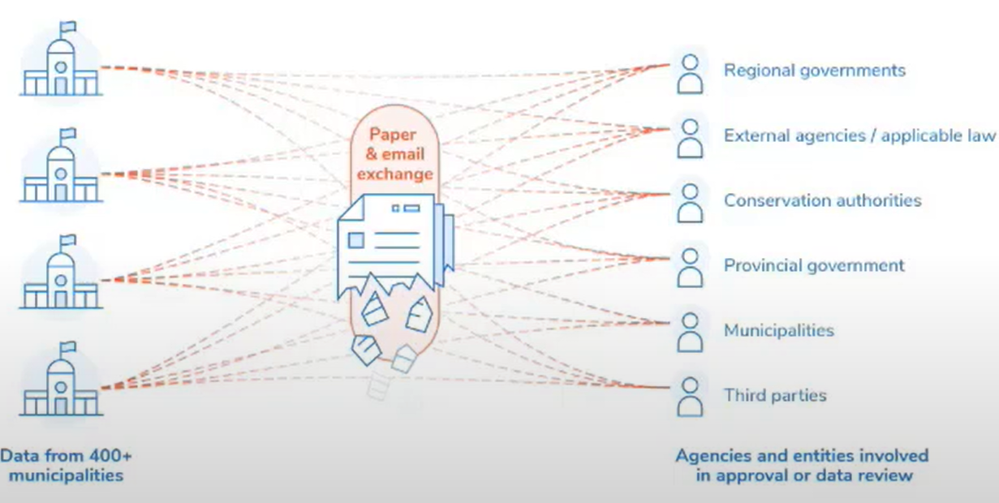 Paper
& email
exchange
Regional governments
External agencies / applicable law
Conservation authorities
Provincial government
Municipalities
Third parties
Data from 400+
municipalities
Agencies and entities involved
in approval or data review